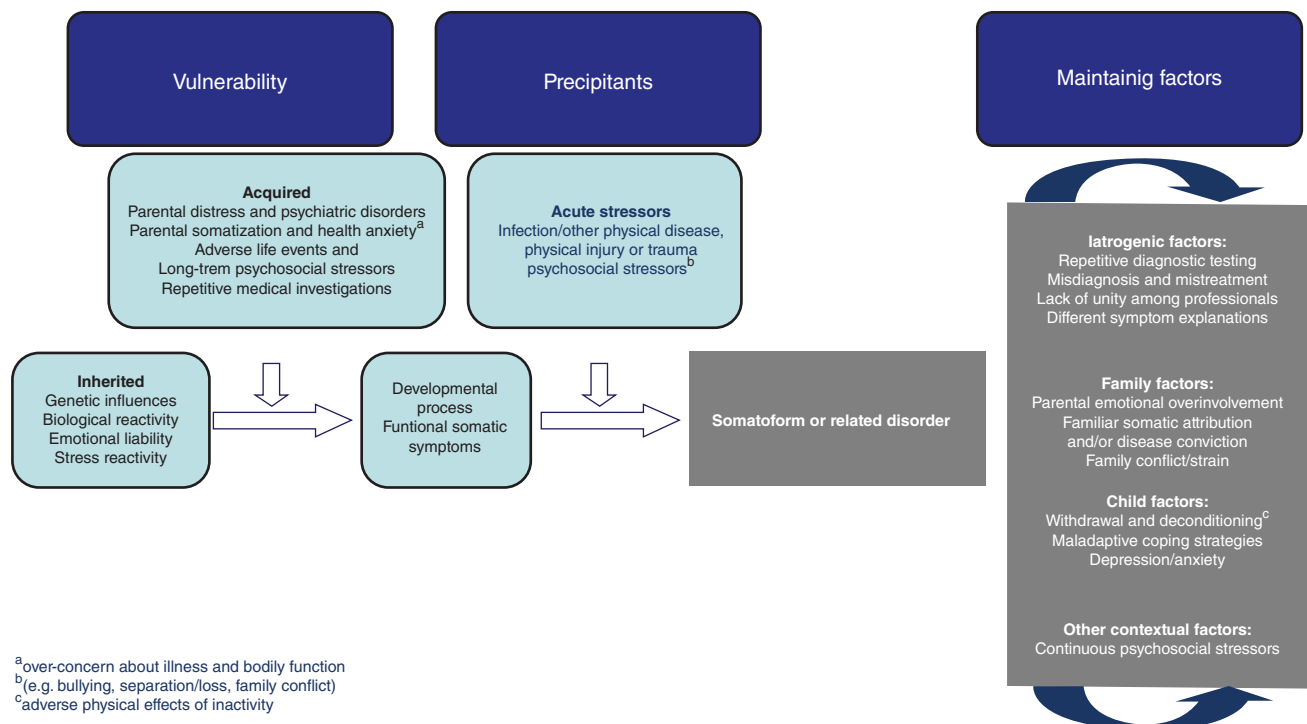 Vulnerability
Precipitants
Maintainig factors
Acquired
Parental distress and psychiatric disorders
Parental somatization and health anxietya
Adverse life events and
Long-trem psychosocial stressors
Repetitive medical investigations
Acute stressors
Infection/other physical disease,
physical injury or trauma
psychosocial stressorsb
Inherited
Genetic influences
Biological reactivity
Emotional liability
Stress reactivity
Developmental
process
Funtional somatic
symptoms
Somatoform or related disorder
Iatrogenic factors:
Repetitive diagnostic testing
Misdiagnosis and mistreatment
Lack of unity among professionals
Different symptom explanations
Family factors:
Parental emotional overinvolvement
Familiar somatic attribution
and/or disease conviction
Family conflict/strain
Child factors:
Withdrawal and deconditioningc
Maladaptive coping strategies
Depression/anxiety
Other contextual factors:
Continuous psychosocial stressors
aover-concern about illness and bodily function
b(e.g. bullying, separation/loss, family conflict)
cadverse physical effects of inactivity